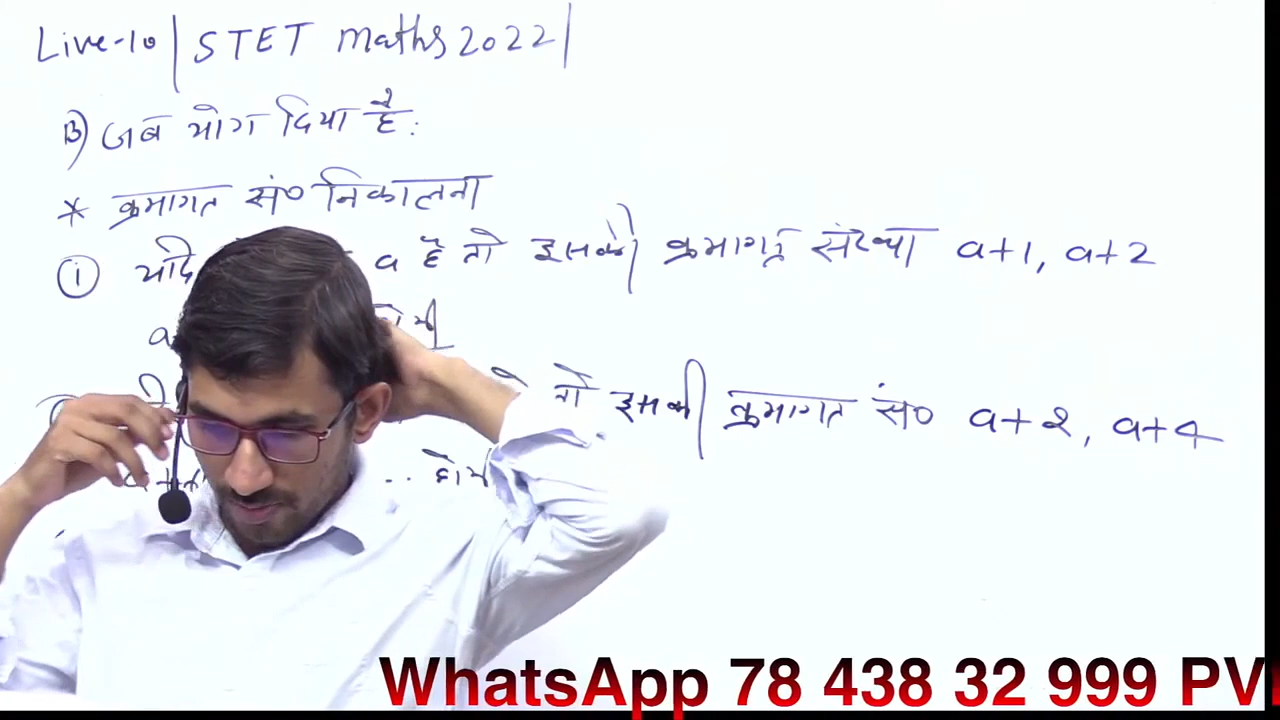 Live-10 | STET maths 2022 |
B) जब योग दिया है:
* क्रमागत सं० निकालना
① यदि a है तो इसकी क्रमागत संख्या a+1, a+2
a
तो इसकी क्रमागत सं० a+2, a+4
.. होगी
WhatsApp 78 438 32 999 PV